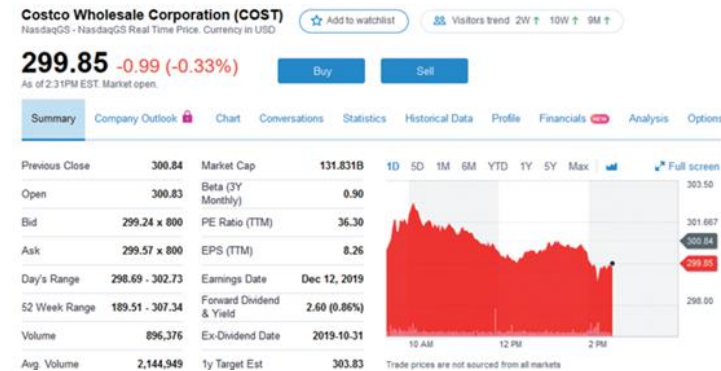 Costco Wholesale Corporation (COST)
Add to watchlist
Visitors trend 2W ↑ 10W ↑ 9M ↑
NasdaqGS - NasdaqGS Real Time Price. Currency in USD
299.85 -0.99 (-0.33%)
As of 2:31PM EST. Market open.
Buy Sell
Summary Company Outlook Chart Conversations Statistics Historical Data Profile Financials NEW Analysis Options
Previous Close 300.84
Open 300.83
Bid 299.24 x 800
Ask 299.57 x 800
Day's Range 298.69 - 302.73
52 Week Range 189.51 - 307.34
Volume 896,376
Avg. Volume 2,144,949
Market Cap 131.831B
Beta (3Y
Monthly) 0.90
PE Ratio (TTM) 36.30
EPS (TTM) 8.26
Earnings Date Dec 12, 2019
Forward Dividend
& Yield 2.60 (0.86%)
Ex-Dividend Date 2019-10-31
1y Target Est 303.83
1D 5D 1M 6M YTD 1Y 5Y Max Full screen
303.50
301.667
300.84
299.85
298.00
10 AM 12 PM 2 PM
Trade prices are not sourced from all markets